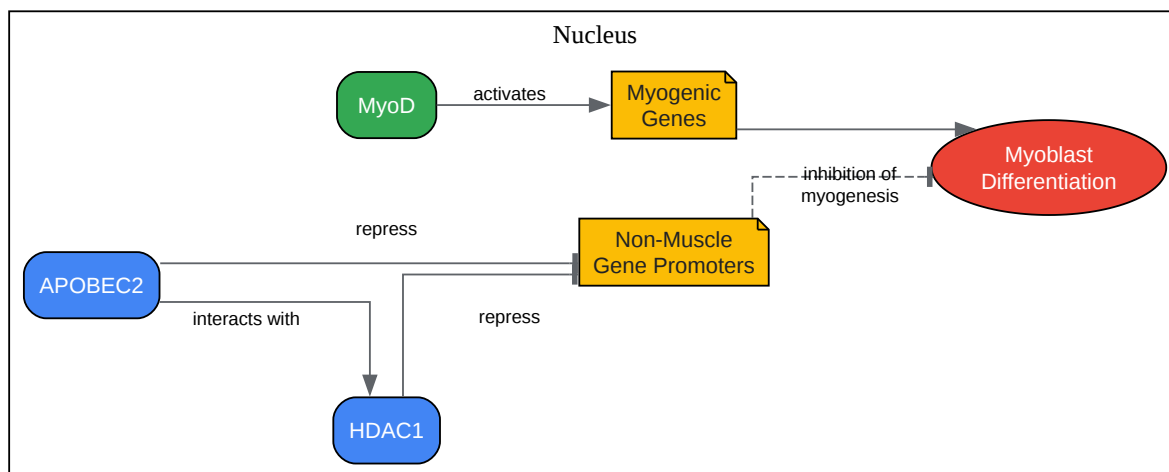 Nucleus
MyoD
activates
Myogenic
Genes
Myoblast
Differentiation
inhibition of
myogenesis
repress
Non-Muscle
Gene Promoters
APOBEC2
interacts with
repress
HDAC1